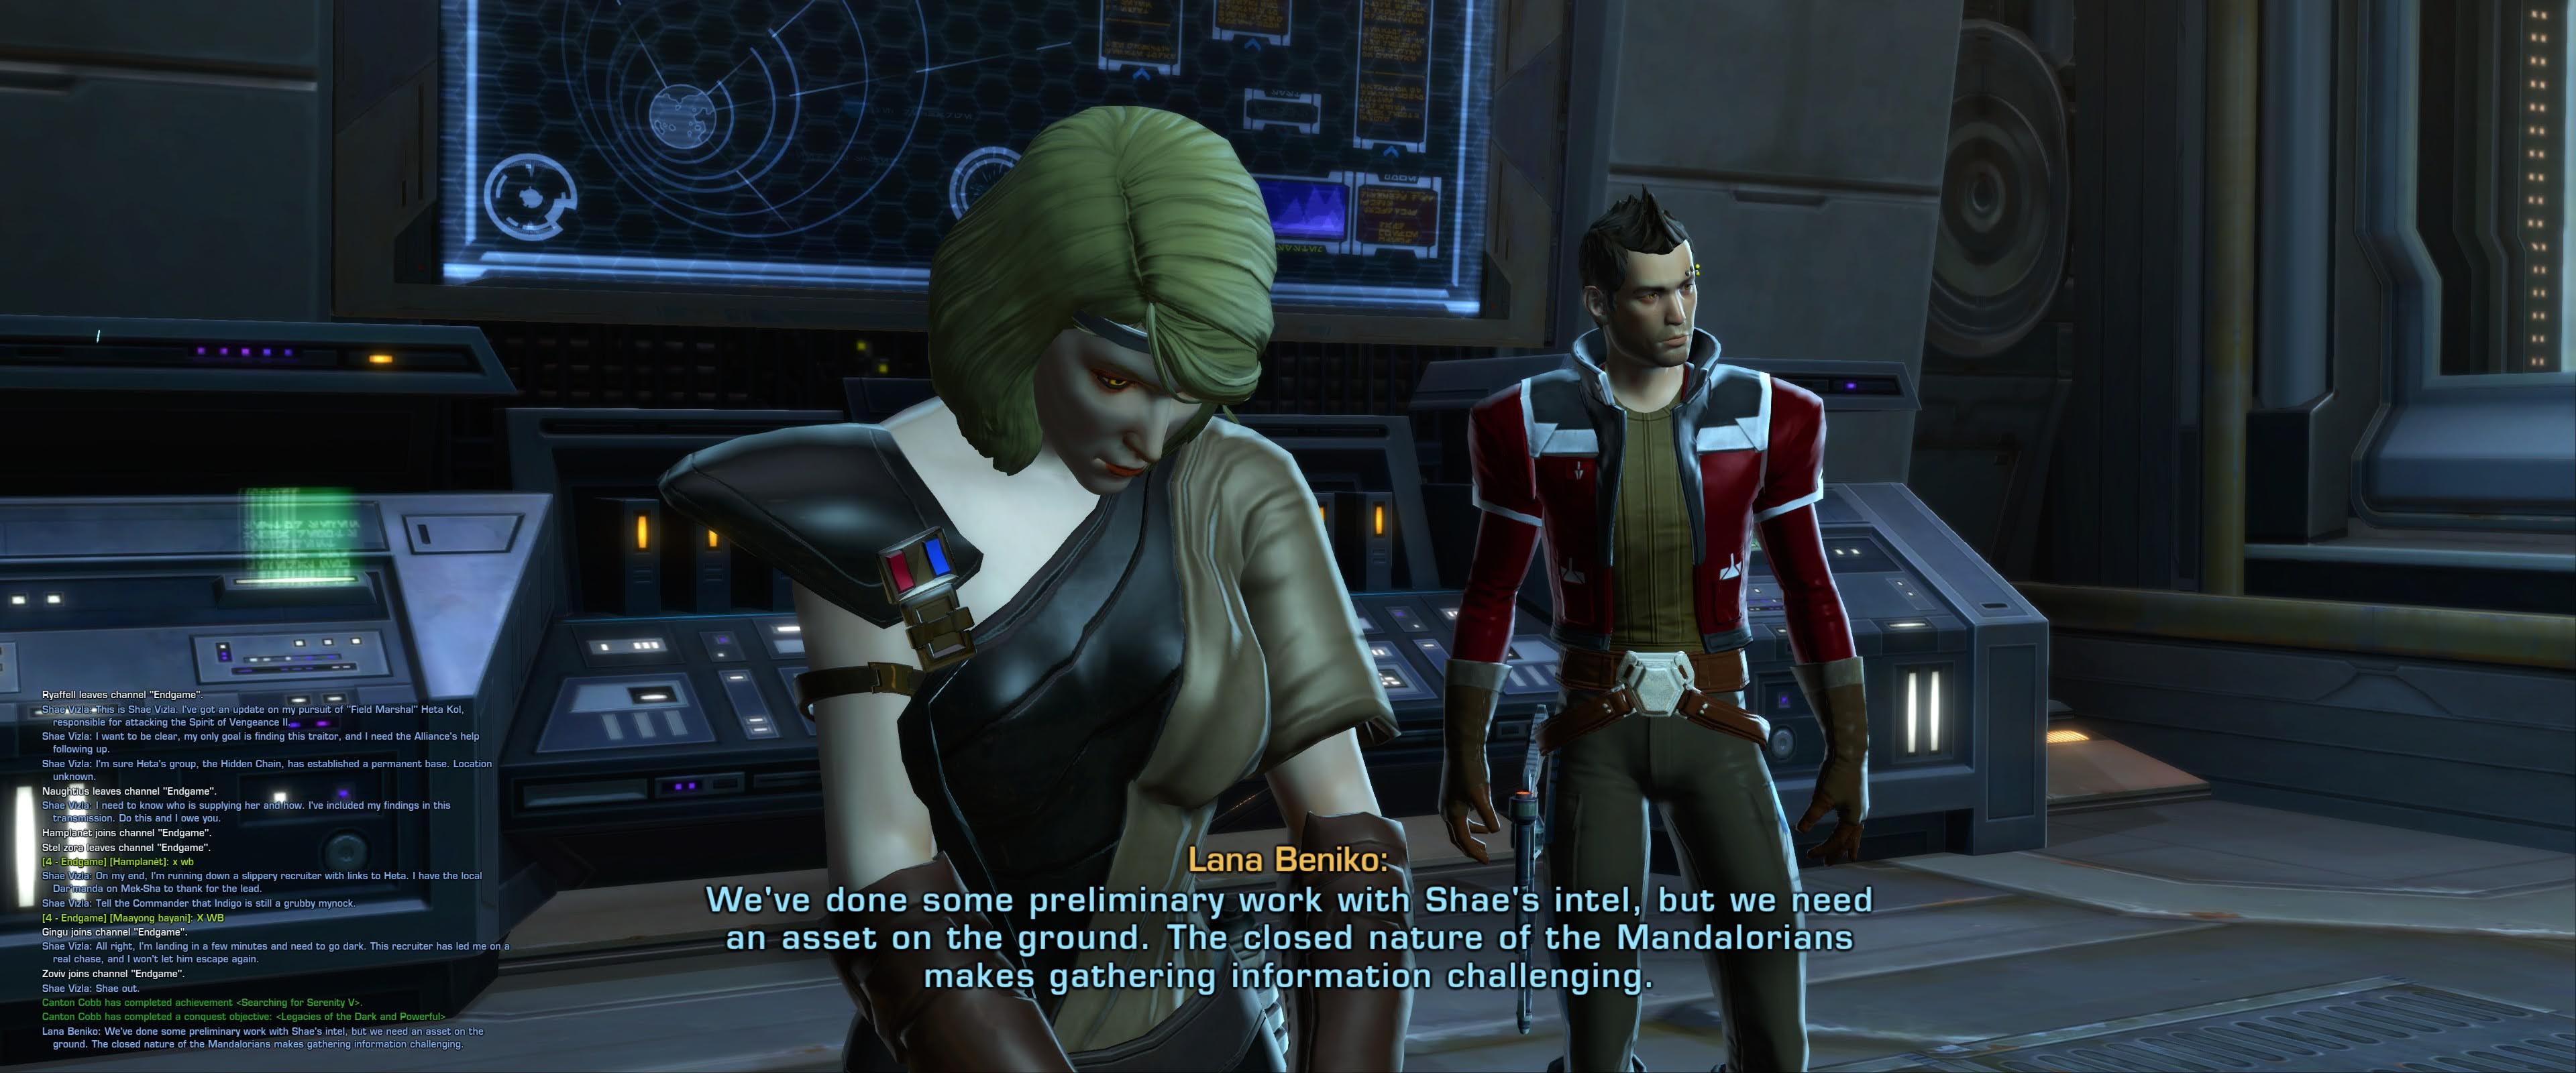 Ryaffell leaves channel "Endgame".
Shae Vizla: This is Shae Vizla. I've got an update on my pursuit of "Field Marshal" Heta Kol,
responsible for attacking the Spirit of Vengeance II.
Shae Vizla: I want to be clear, my only goal is finding this traitor, and I need the Alliance's help
following up.
Shae Vizla: I'm sure Heta's group, the Hidden Chain, has established a permanent base. Location
unknown.
Naughtius leaves channel "Endgame".
Shae Vizla: I need to know who is supplying her and how. I've included my findings in this
transmission. Do this and I owe you.
Hamplanèt joins channel "Endgame".
Stel zora leaves channel "Endgame".
[4 - Endgame] [Hamplanèt]: x wb
Shae Vizla: On my end, I'm running down a slippery recruiter with links to Heta. I have the local
Dar'manda on Mek-Sha to thank for the lead.
Shae Vizla: Tell the Commander that Indigo is still a grubby mynock.
[4 - Endgame] [Maayong bayani]: X WB
Gingu joins channel "Endgame".
Shae Vizla: All right, I'm landing in a few minutes and need to go dark. This recruiter has led me on a
real chase, and I won't let him escape again.
Zoviv joins channel "Endgame".
Shae Vizla: Shae out.
Canton Cobb has completed achievement <Searching for Serenity V>.
Canton Cobb has completed a conquest objective: <Legacies of the Dark and Powerful>
Lana Beniko: We've done some preliminary work with Shae's intel, but we need an asset on the
ground. The closed nature of the Mandalorians makes gathering information challenging.
Lana Beniko:
We've done some preliminary work with Shae's intel, but we need
an asset on the ground. The closed nature of the Mandalorians
makes gathering information challenging.